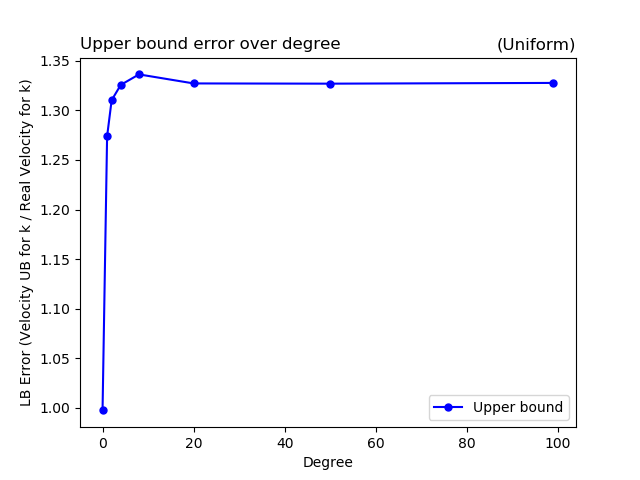 Upper bound error over degree (Uniform)
LB Error (Velocity UB for k / Real Velocity for k)
1.35
1.30
1.25
1.20
1.15
1.10
1.05
1.00
Upper bound
0 20 40 60 80 100
Degree